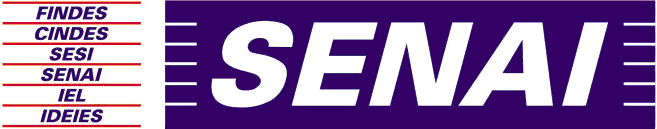 FINDES
CINDES
SESI
SENAI
IEL
IDEIES
SENAI